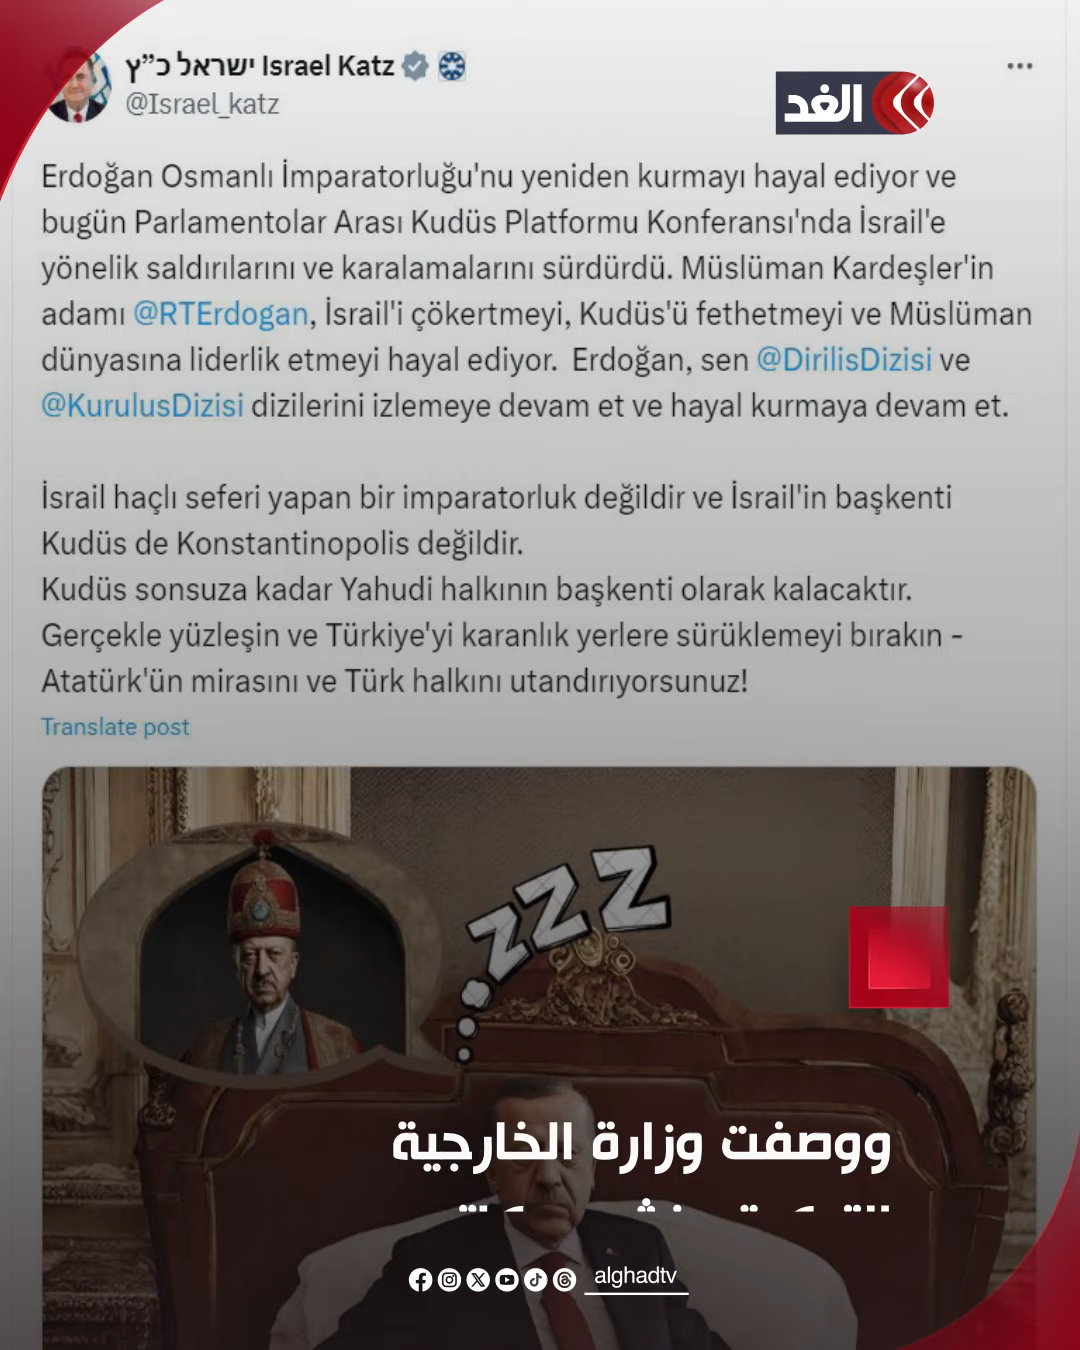 ישראל כ”ץ Israel Katz
@Israel_katz
الغد
Erdoğan Osmanlı İmparatorluğu'nu yeniden kurmayı hayal ediyor ve
bugün Parlamentolar Arası Kudüs Platformu Konferansı'nda İsrail'e
yönelik saldırılarını ve karalamalarını sürdürdü. Müslüman Kardeşler'in
adamı @RTErdogan, İsrail'i çökertmeyi, Kudüs'ü fethetmeyi ve Müslüman
dünyasına liderlik etmeyi hayal ediyor. Erdoğan, sen @DirilisDizisi ve
@KurulusDizisi dizilerini izlemeye devam et ve hayal kurmaya devam et.
İsrail haçlı seferi yapan bir imparatorluk değildir ve İsrail'in başkenti
Kudüs de Konstantinopolis değildir.
Kudüs sonsuza kadar Yahudi halkının başkenti olarak kalacaktır.
Gerçekle yüzleşin ve Türkiye'yi karanlık yerlere sürüklemeyi bırakın -
Atatürk'ün mirasını ve Türk halkını utandırıyorsunuz!
Translate post
ZZZ
ووصفت وزارة الخارجية
alghadtv